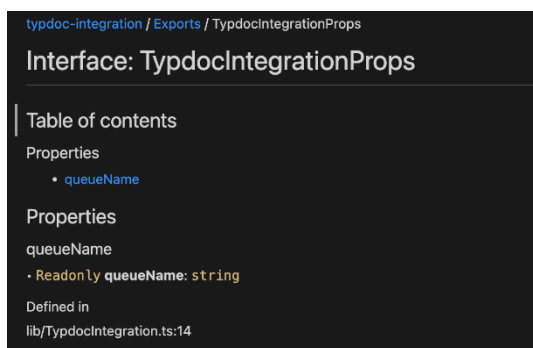 typdoc-integration / Exports / TypdocIntegrationProps
Interface: TypdocIntegrationProps
Table of contents
Properties
• queueName
Properties
queueName
• Readonly queueName: string
Defined in
lib/TypdocIntegration.ts:14